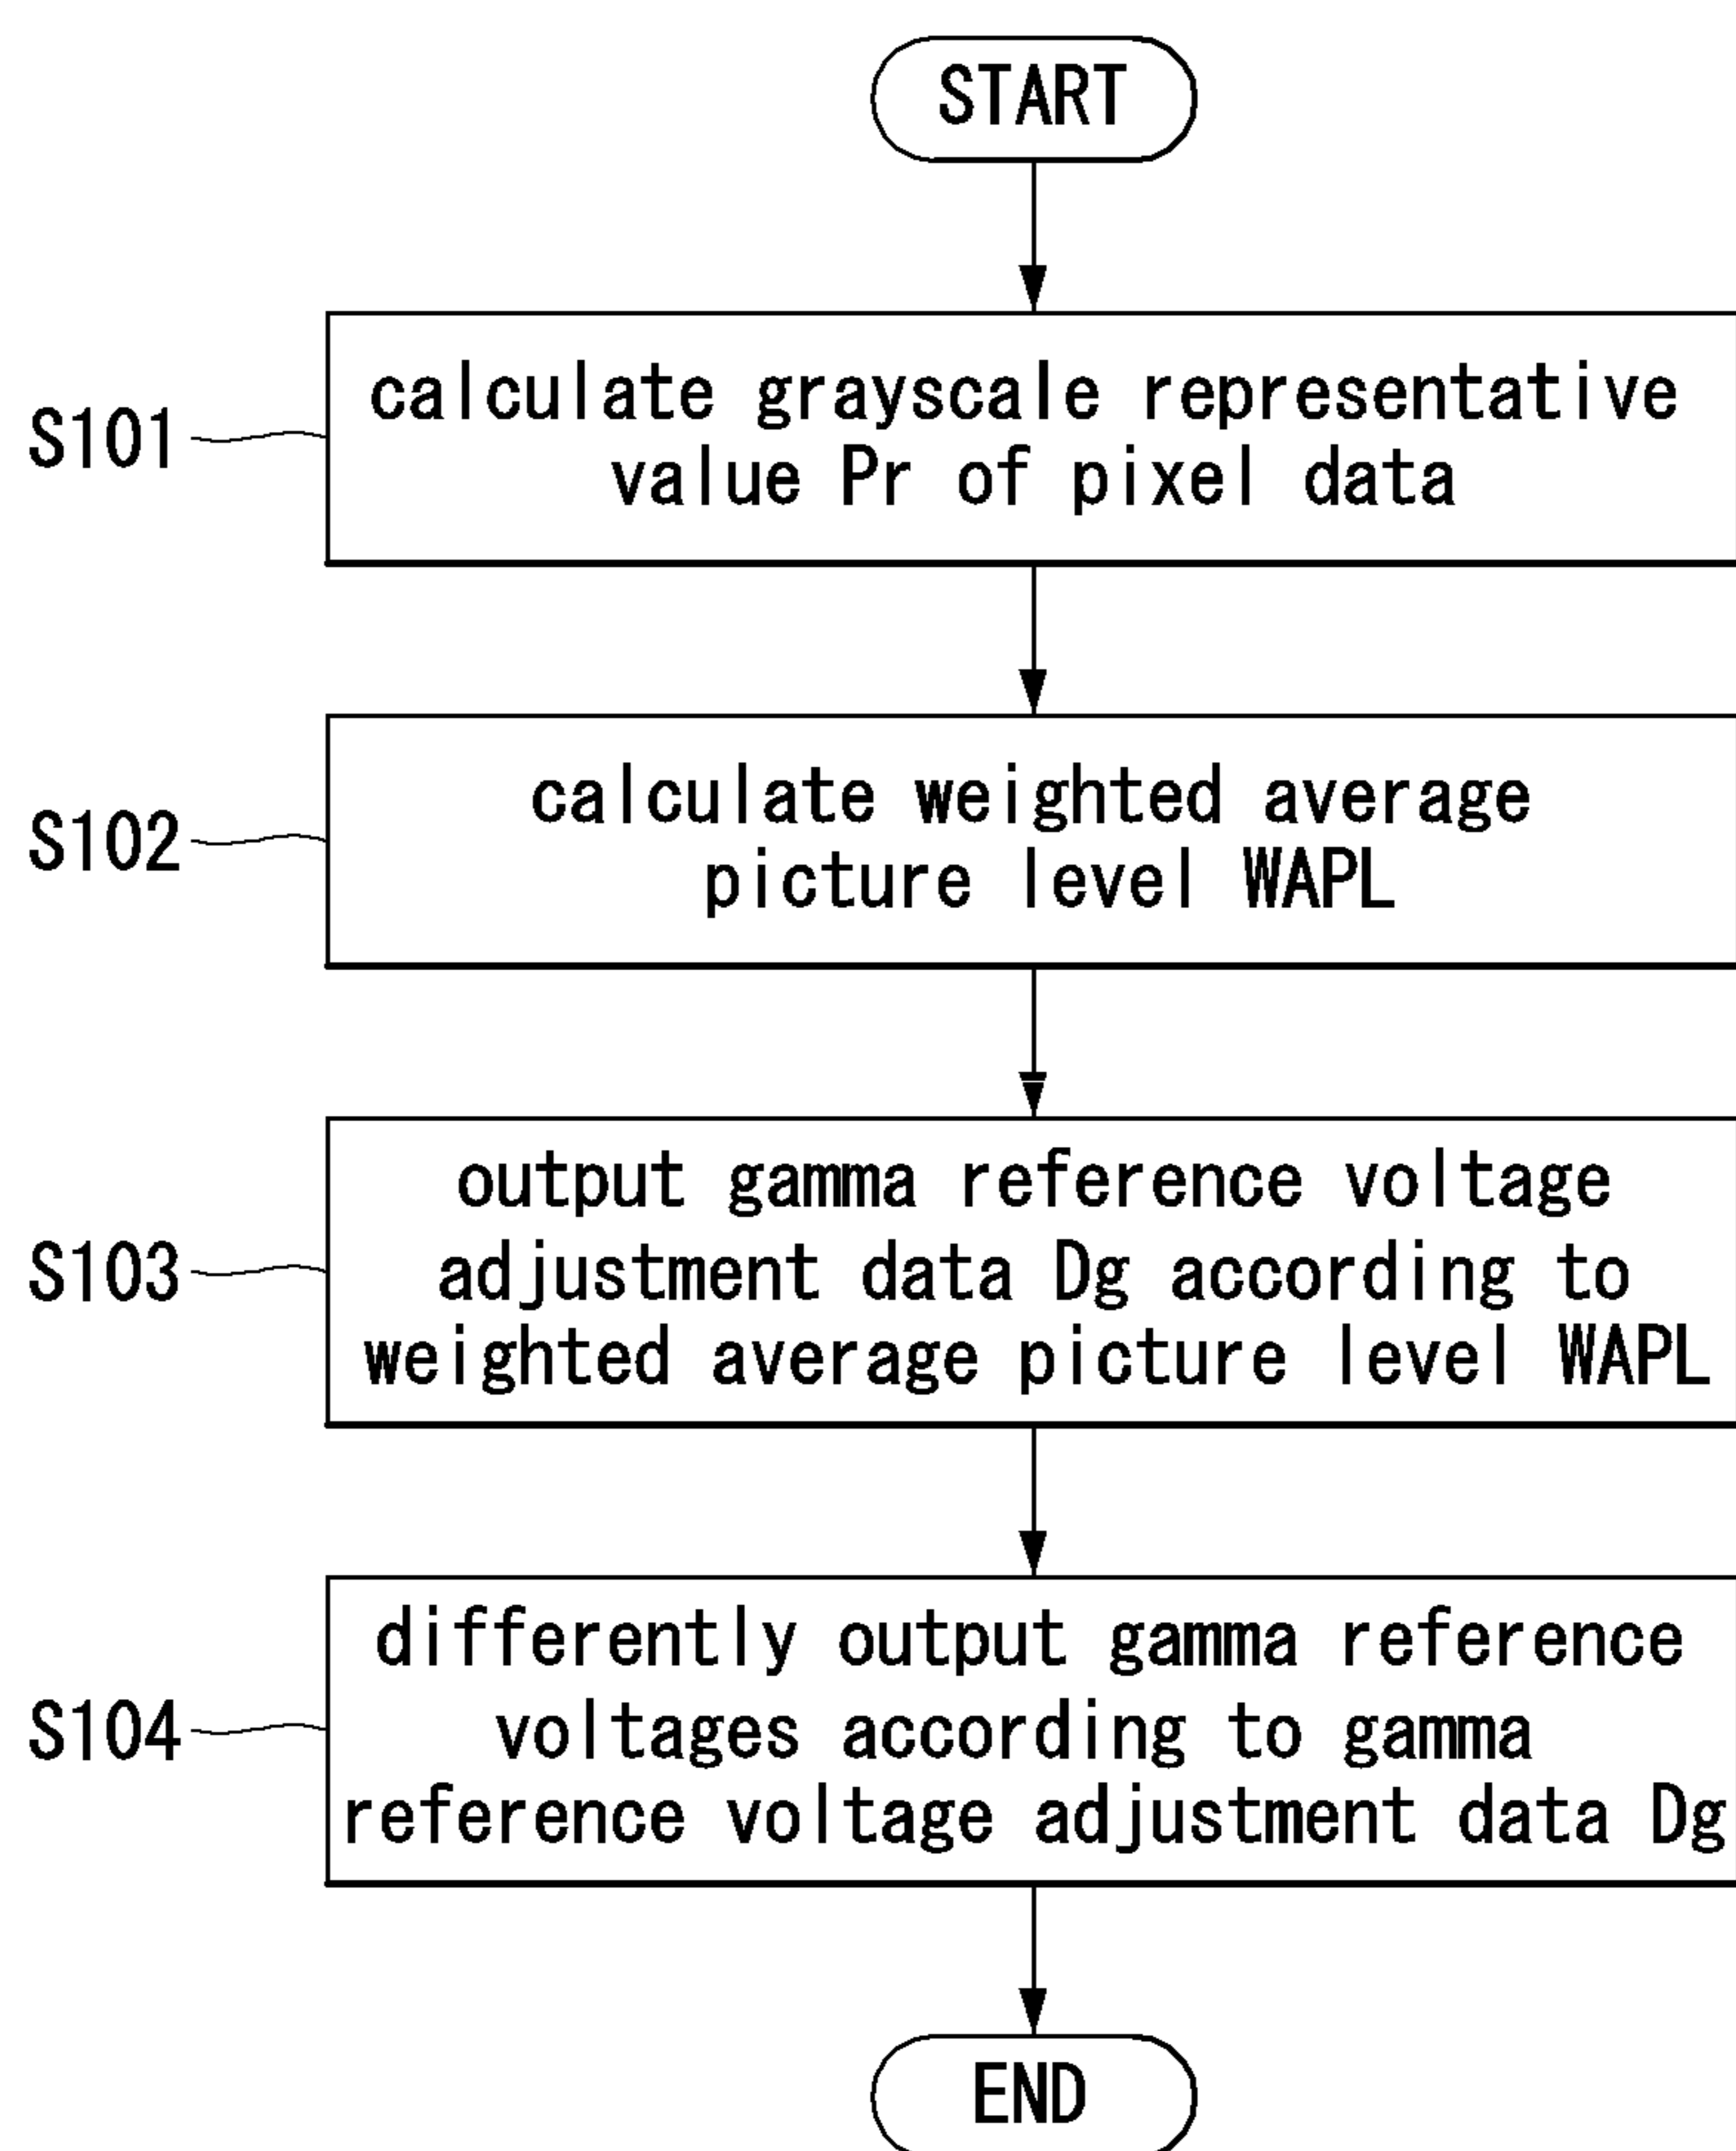 START
S101
calculate grayscale representative
value Pr of pixel data
S102
calculate weighted average
picture level WAPL
S103
output gamma reference voltage
adjustment data Dg according to
weighted average picture level WAPL
S104
differently output gamma reference
voltages according to gamma
reference voltage adjustment data Dg
END